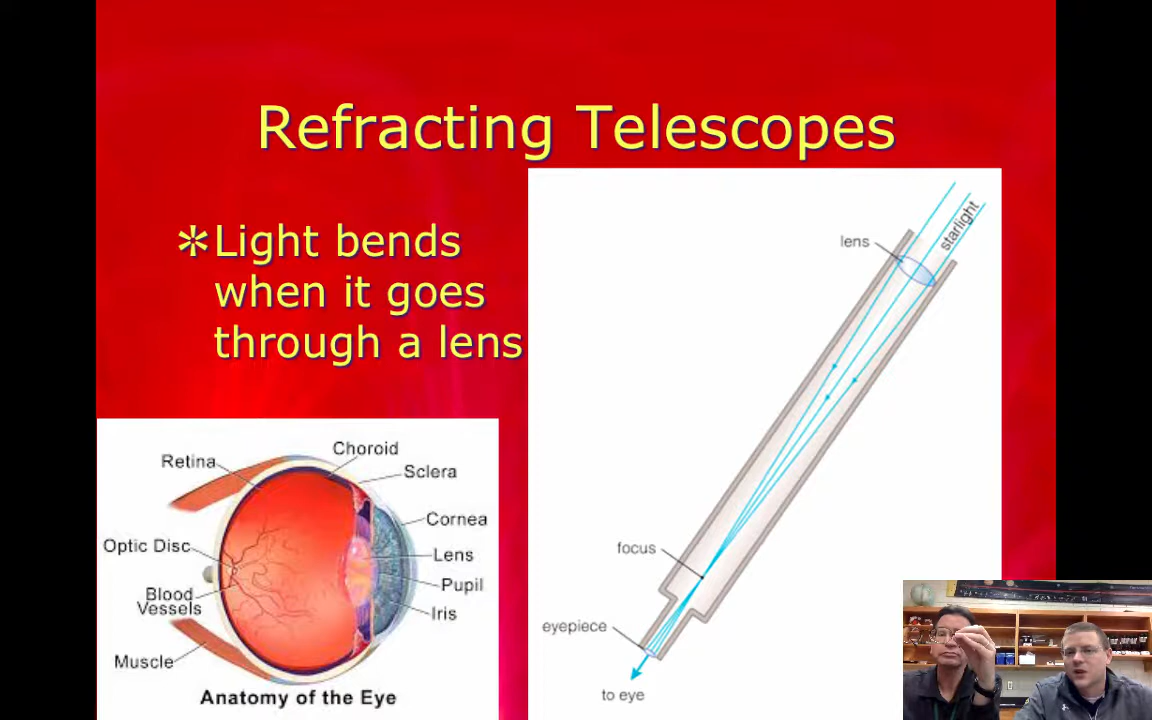 Refracting Telescopes
✻Light bends
when it goes
through a lens
lens
starlight
focus
eyepiece
to eye
Choroid
Retina
Sclera
Cornea
Optic Disc
Lens
Pupil
Blood
Vessels
Iris
Muscle
Anatomy of the Eye